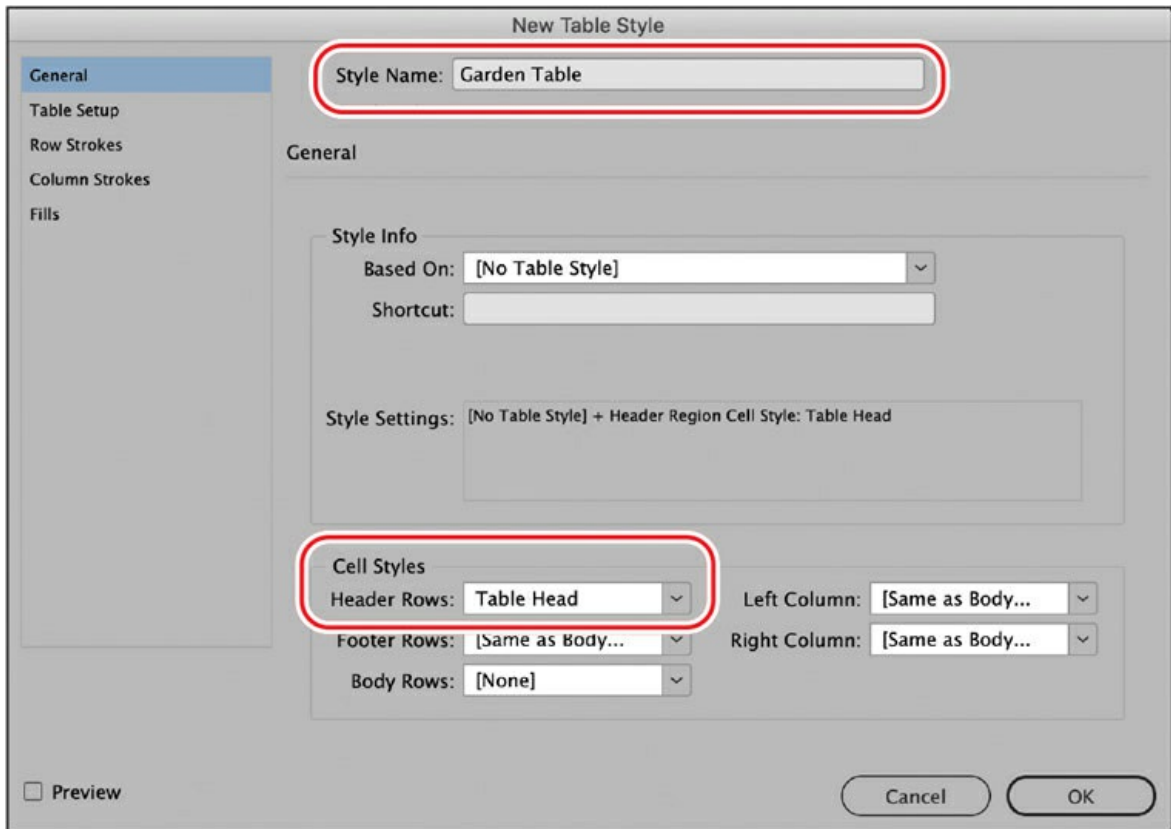 New Table Style
General
Table Setup
Row Strokes
Column Strokes
Fills
Style Name: Garden Table
General
Style Info
Based On: [No Table Style]
Shortcut:
Style Settings: [No Table Style] + Header Region Cell Style: Table Head
Cell Styles
Header Rows: Table Head
Left Column: [Same as Body...
Footer Rows: [Same as Body...
Right Column: [Same as Body...
Body Rows: [None]
Preview
Cancel
OK